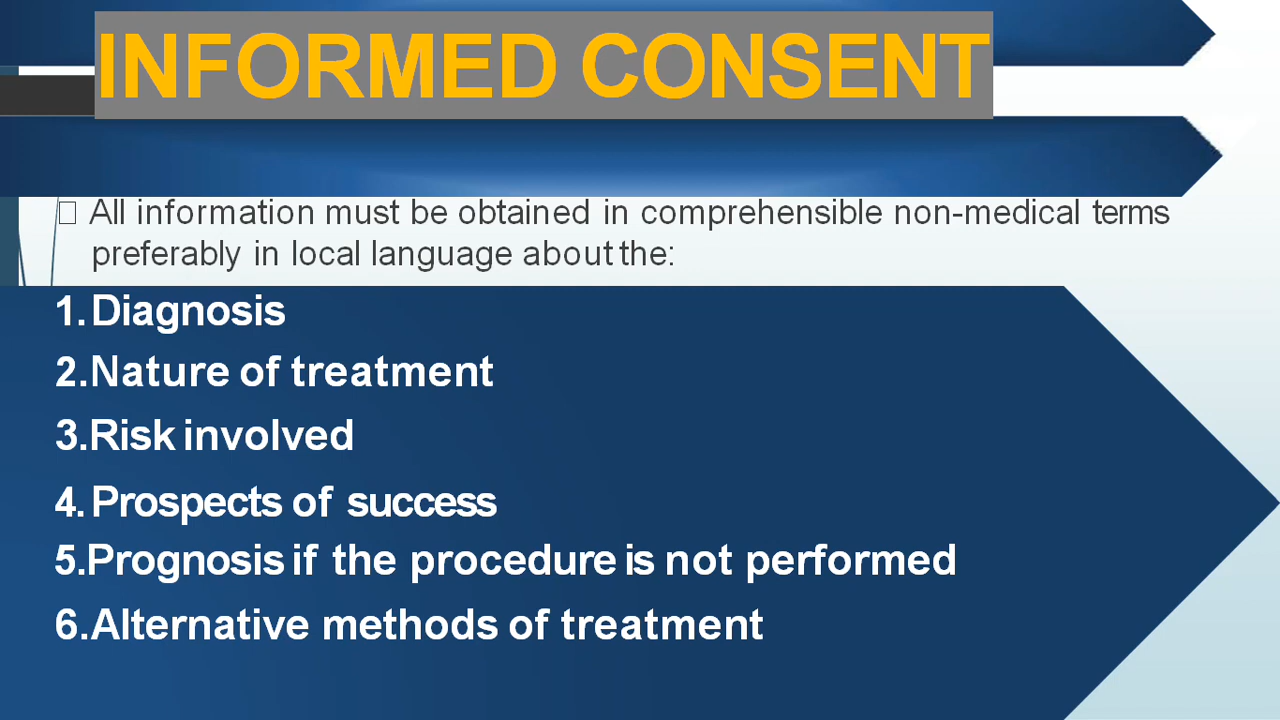 INFORMED CONSENT
□ All information must be obtained in comprehensible non-medical terms
preferably in local language about the:
1. Diagnosis
2.Nature of treatment
3.Risk involved
4. Prospects of success
5.Prognosis if the procedure is not performed
6.Alternative methods of treatment